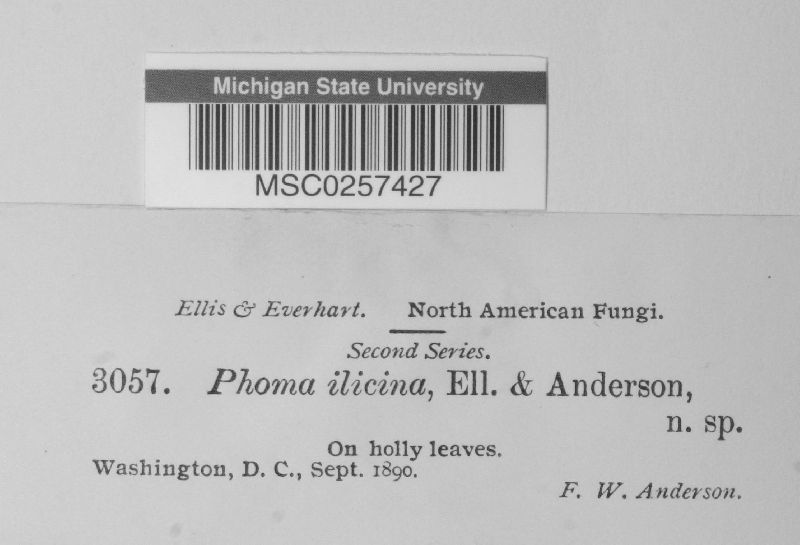 Michigan State University
MSC0257427
Ellis & Everhart. North American Fungi.
Second Series.
3057. Phoma ilicina, Ell. & Anderson,
n. sp.
On holly leaves.
Washington, D. C., Sept. 1890.
F. W. Anderson.